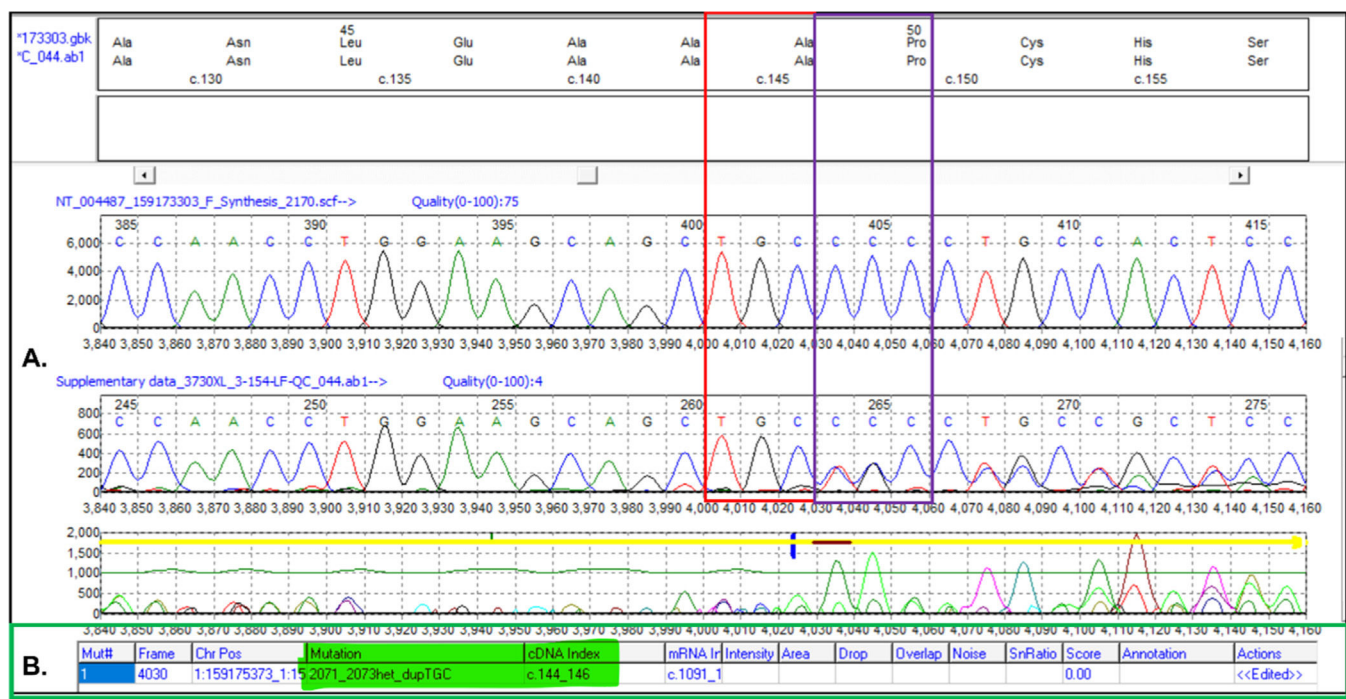 45 50
*173303.gbk Ala Asn Leu Glu Ala Ala Ala Pro Cys His Ser
*C_044.ab1 Ala Asn Leu Glu Ala Ala Ala Pro Cys His Ser
c.130 c.135 c.140 c.145 c.150 c.155
NT_004487_159173303_F_Synthesis_2170.scf--> Quality(0-100):75
385 390 395 400 405 410 415
C C A A C C T G G A A G C A G C T G C C C C C T G C C A C T C C
6,000
4,000
2,000
0
3,840 3,850 3,860 3,870 3,880 3,890 3,900 3,910 3,920 3,930 3,940 3,950 3,960 3,970 3,980 3,990 4,000 4,010 4,020 4,030 4,040 4,050 4,060 4,070 4,080 4,090 4,100 4,110 4,120 4,130 4,140 4,150 4,160
A.
Supplementary data_3730XL_3-154-LF-QC_044.ab1--> Quality(0-100):4
245 250 255 260 265 270 275
C C A A C C T G G A A G C A G C T G C C C C C T G C C G C T C C
800
600
400
200
0
3,840 3,850 3,860 3,870 3,880 3,890 3,900 3,910 3,920 3,930 3,940 3,950 3,960 3,970 3,980 3,990 4,000 4,010 4,020 4,030 4,040 4,050 4,060 4,070 4,080 4,090 4,100 4,110 4,120 4,130 4,140 4,150 4,160
2,000
1,500
1,000
500
0
3,840 3,850 3,860 3,870 3,880 3,890 3,900 3,910 3,920 3,930 3,940 3,950 3,960 3,970 3,980 3,990 4,000 4,010 4,020 4,030 4,040 4,050 4,060 4,070 4,080 4,090 4,100 4,110 4,120 4,130 4,140 4,150 4,160
B.
Mut# Frame Chr Pos Mutation cDNA Index mRNA Ir Intensity Area Drop Overlap Noise SnRatio Score Annotation Actions
1 4030 1:159175373_1:15 2071_2073het_dupTGC c.144_146 c.1091_1 0.00 <<Edited>>